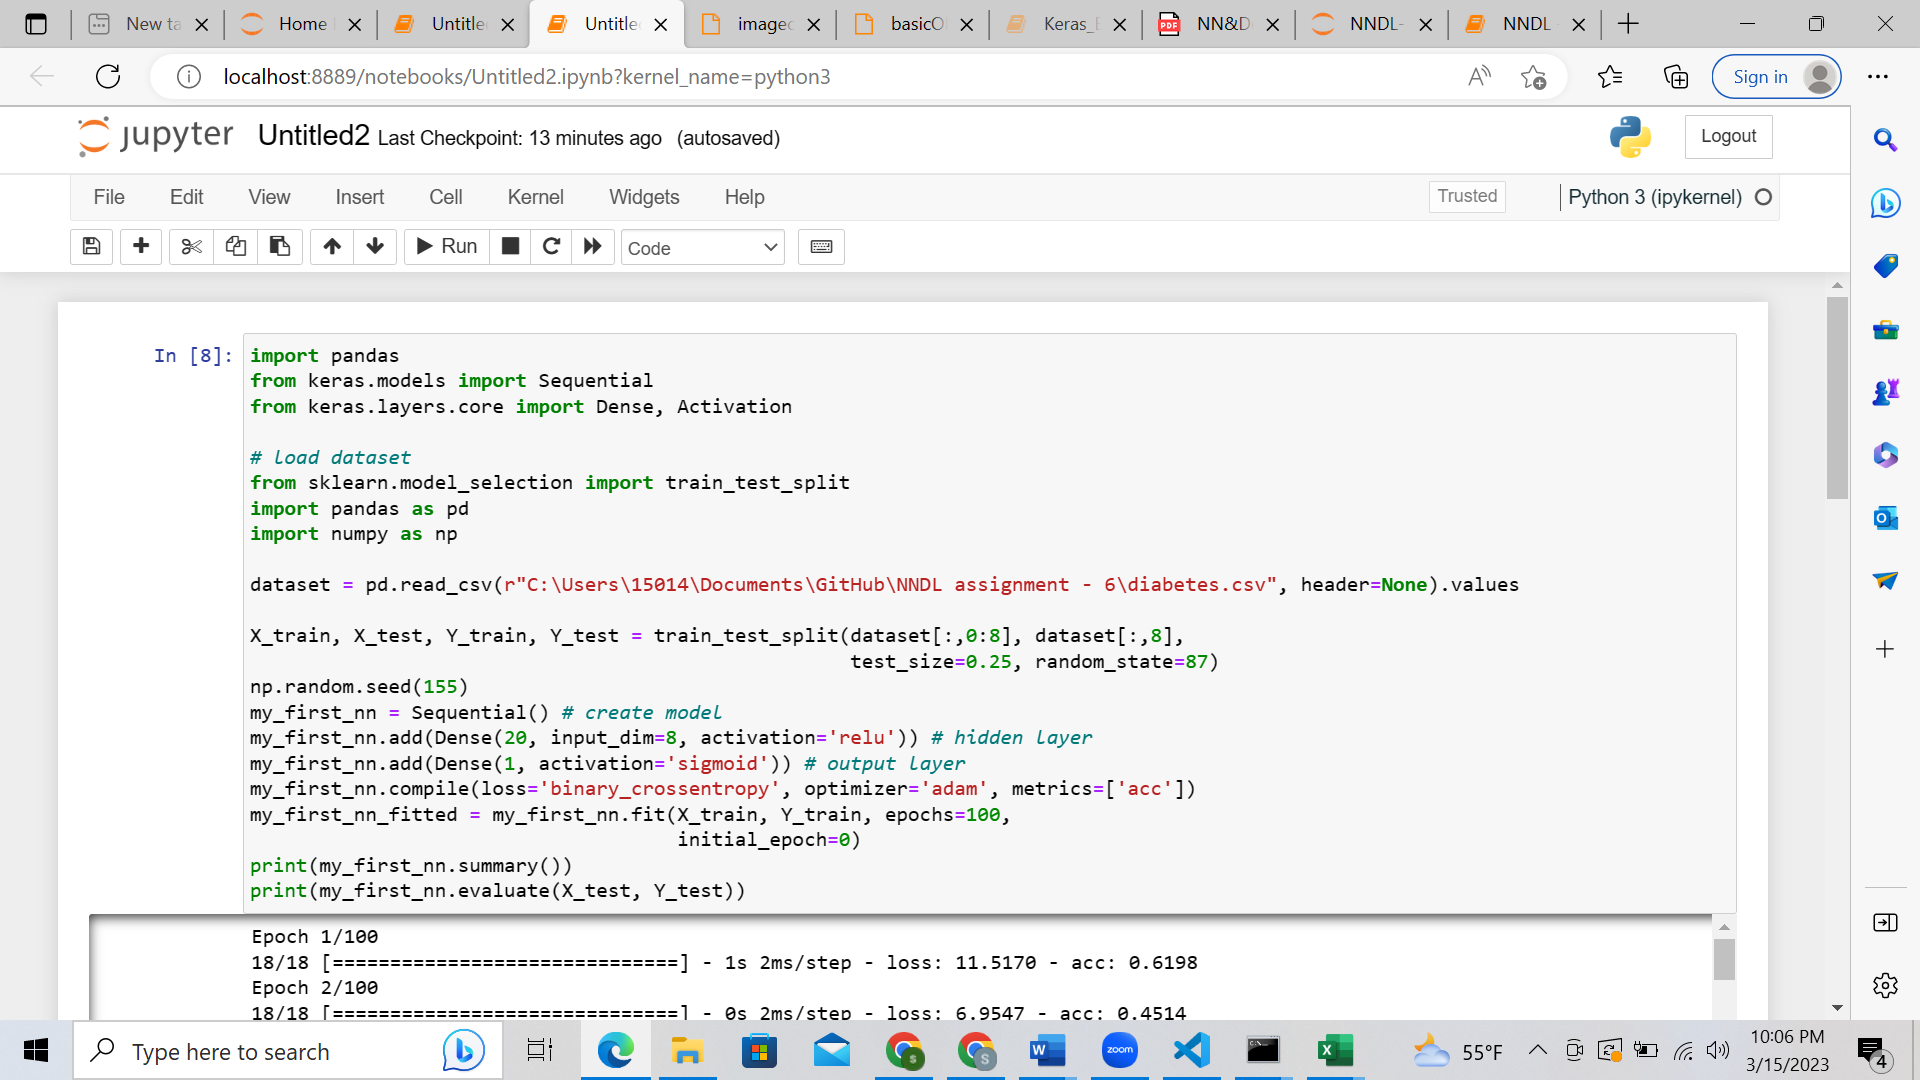 New ta
Home
Untitle
Untitle
imagec
basicO
Keras_
NN&D
NNDL-
NNDL
localhost:8889/notebooks/Untitled2.ipynb?kernel_name=python3
Sign in
jupyter Untitled2 Last Checkpoint: 13 minutes ago (autosaved)
Logout
File Edit View Insert Cell Kernel Widgets Help
Trusted
Python 3 (ipykernel)
Run
Code
In [8]:
import pandas
from keras.models import Sequential
from keras.layers.core import Dense, Activation
# load dataset
from sklearn.model_selection import train_test_split
import pandas as pd
import numpy as np
dataset = pd.read_csv(r"C:\Users\15014\Documents\GitHub\NNDL assignment - 6\diabetes.csv", header=None).values
X_train, X_test, Y_train, Y_test = train_test_split(dataset[:,0:8], dataset[:,8],
test_size=0.25, random_state=87)
np.random.seed(155)
my_first_nn = Sequential() # create model
my_first_nn.add(Dense(20, input_dim=8, activation='relu')) # hidden layer
my_first_nn.add(Dense(1, activation='sigmoid')) # output layer
my_first_nn.compile(loss='binary_crossentropy', optimizer='adam', metrics=['acc'])
my_first_nn_fitted = my_first_nn.fit(X_train, Y_train, epochs=100,
initial_epoch=0)
print(my_first_nn.summary())
print(my_first_nn.evaluate(X_test, Y_test))
Epoch 1/100
18/18 [==============================] - 1s 2ms/step - loss: 11.5170 - acc: 0.6198
Epoch 2/100
18/18 [==============================] - 0s 2ms/step - loss: 6.9547 - acc: 0.4514
Type here to search
zoom
55°F
10:06 PM
3/15/2023
4